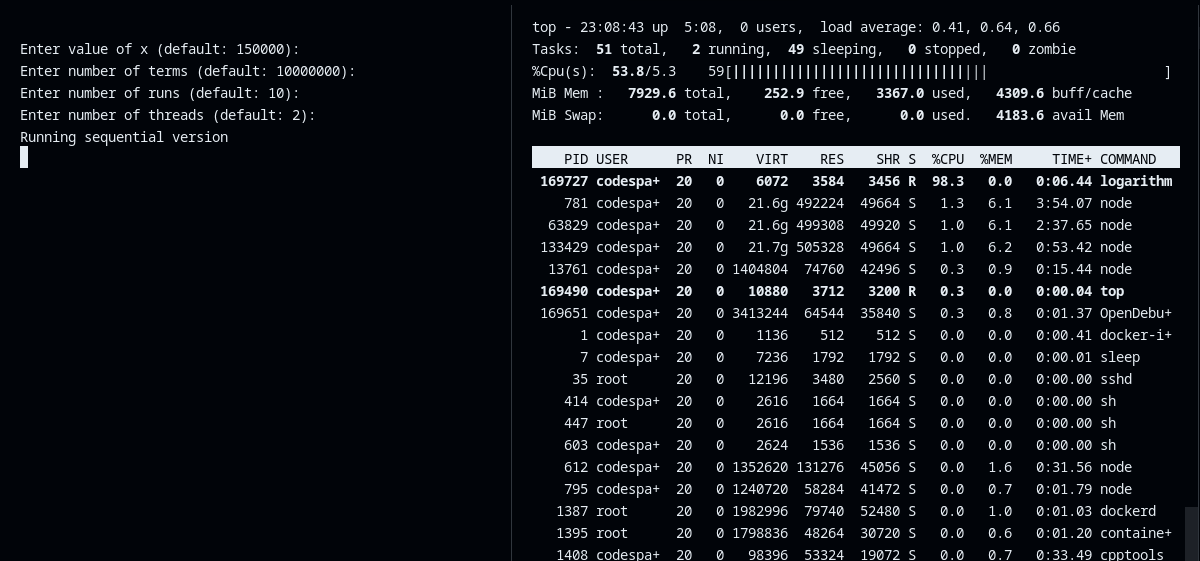 Enter value of x (default: 150000):
Enter number of terms (default: 10000000):
Enter number of runs (default: 10):
Enter number of threads (default: 2):
Running sequential version
top - 23:08:43 up  5:08,  0 users,  load average: 0.41, 0.64, 0.66
Tasks:  51 total,   2 running,  49 sleeping,   0 stopped,   0 zombie
%Cpu(s):  53.8/5.3    59[||||||||||||||||||||||||||||||||                      ]
MiB Mem :   7929.6 total,    252.9 free,   3367.0 used,   4309.6 buff/cache
MiB Swap:      0.0 total,      0.0 free,      0.0 used.   4183.6 avail Mem
PID USER      PR  NI    VIRT    RES    SHR S  %CPU  %MEM     TIME+ COMMAND
169727 codespa+  20   0    6072   3584   3456 R  98.3   0.0   0:06.44 logarithm
781 codespa+  20   0   21.6g 492224  49664 S   1.3   6.1   3:54.07 node
63829 codespa+  20   0   21.6g 499308  49920 S   1.0   6.1   2:37.65 node
133429 codespa+  20   0   21.7g 505328  49664 S   1.0   6.2   0:53.42 node
13761 codespa+  20   0 1404804  74760  42496 S   0.3   0.9   0:15.44 node
169490 codespa+  20   0   10880   3712   3200 R   0.3   0.0   0:00.04 top
169651 codespa+  20   0 3413244  64544  35840 S   0.3   0.8   0:01.37 OpenDebu+
1 codespa+  20   0    1136    512    512 S   0.0   0.0   0:00.41 docker-i+
7 codespa+  20   0    7236   1792   1792 S   0.0   0.0   0:00.01 sleep
35 root      20   0   12196   3480   2560 S   0.0   0.0   0:00.00 sshd
414 codespa+  20   0    2616   1664   1664 S   0.0   0.0   0:00.00 sh
447 root      20   0    2616   1664   1664 S   0.0   0.0   0:00.00 sh
603 codespa+  20   0    2624   1536   1536 S   0.0   0.0   0:00.00 sh
612 codespa+  20   0 1352620 131276  45056 S   0.0   1.6   0:31.56 node
795 codespa+  20   0 1240720  58284  41472 S   0.0   0.7   0:01.79 node
1387 root      20   0 1982996  79740  52480 S   0.0   1.0   0:01.03 dockerd
1395 root      20   0 1798836  48264  30720 S   0.0   0.6   0:01.20 containe+
1408 codespa+  20   0   98396  53324  19072 S   0.0   0.7   0:33.49 cpptools